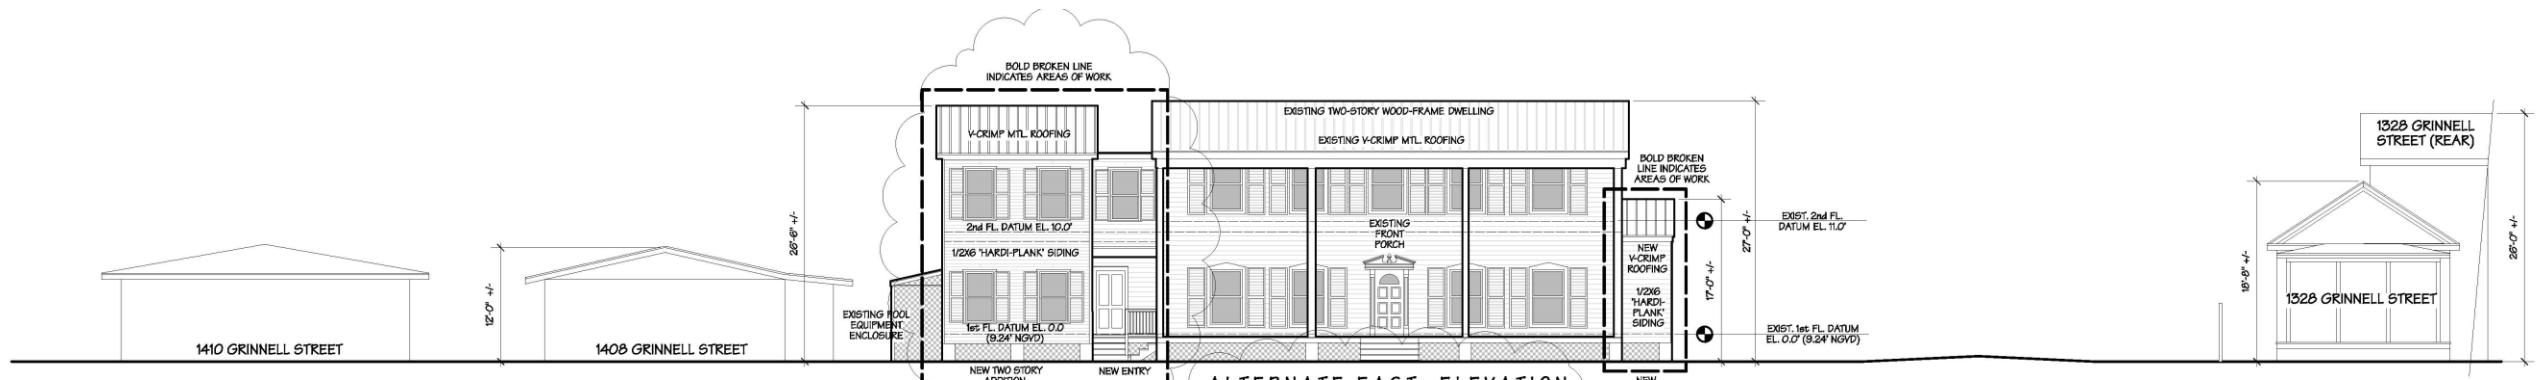 BOLD BROKEN LINE
INDICATES AREAS OF WORK
V-CRIMP MTL. ROOFING
EXISTING TWO-STORY WOOD-FRAME DWELLING
EXISTING V-CRIMP MTL. ROOFING
BOLD BROKEN
LINE INDICATES
AREAS OF WORK
1328 GRINNELL
STREET (REAR)
26'-6" +/-
2nd FL. DATUM EL. 10.0'
1/2X6 'HARDI-PLANK' SIDING
EXISTING
FRONT
PORCH
NEW
V-CRIMP
ROOFING
1/2X6
'HARDI-
PLANK'
SIDING
17'-0" +/-
27'-0" +/-
EXIST. 2nd FL.
DATUM EL. 11.0'
18'-8" +/-
26'-0" +/-
12'-0" +/-
EXISTING POOL
EQUIPMENT
ENCLOSURE
1st FL. DATUM EL. 0.0
(9.24' NGVD)
EXIST. 1st FL. DATUM
EL. 0.0' (9.24' NGVD)
1328 GRINNELL STREET
1410 GRINNELL STREET
1408 GRINNELL STREET
NEW TWO STORY
ADDITION
NEW ENTRY
ALTERNATE EAST ELEVATION
NEW